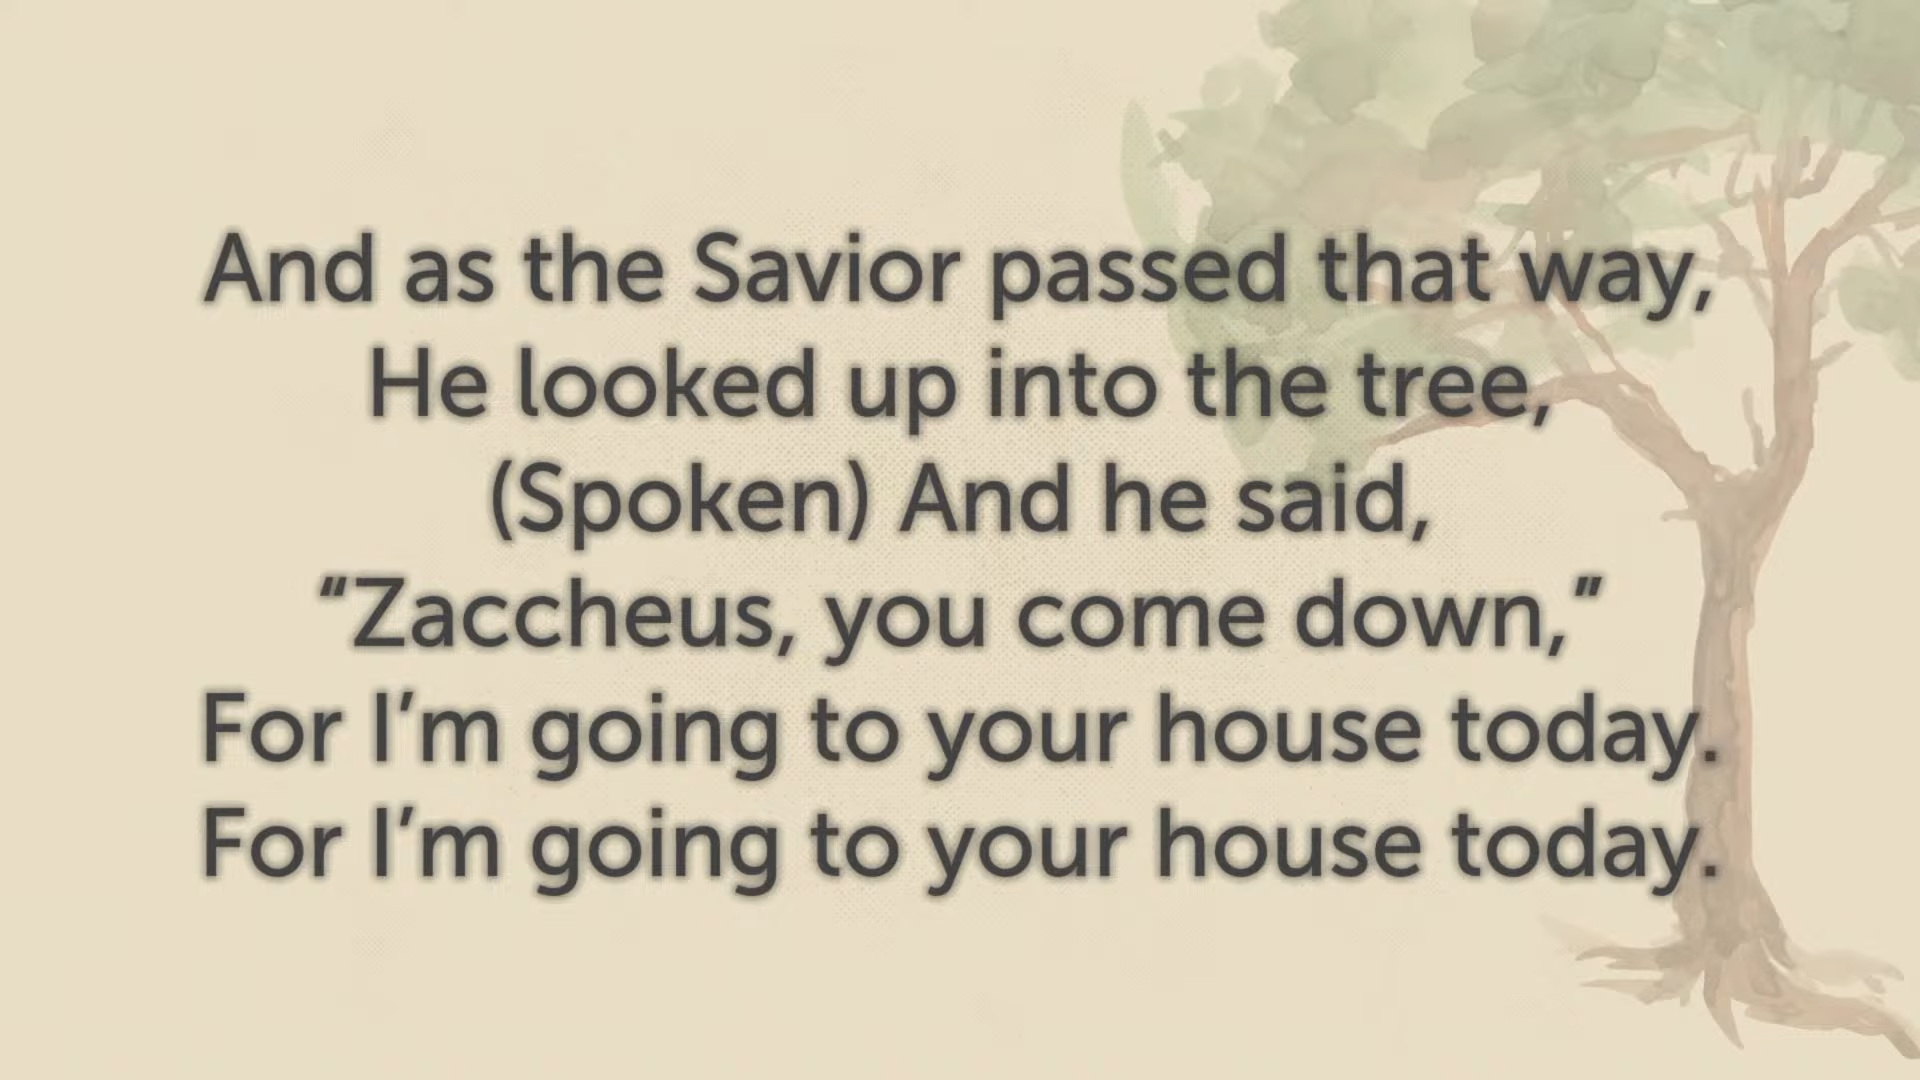 And as the Savior passed that way,
He looked up into the tree,
(Spoken) And he said,
“Zaccheus, you come down,”
For I’m going to your house today.
For I’m going to your house today.